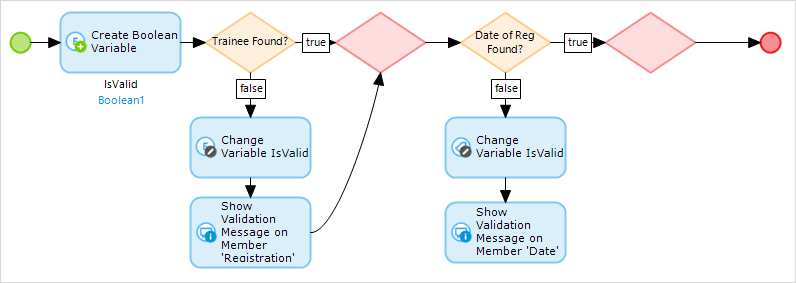 Create Boolean
Variable
IsValid
Boolean1
Trainee Found?
true
false
Change
Variable IsValid
Show
Validation
Message on
Member
'Registration'
Date of Reg
Found?
true
false
Change
Variable IsValid
Show
Validation
Message on
Member 'Date'